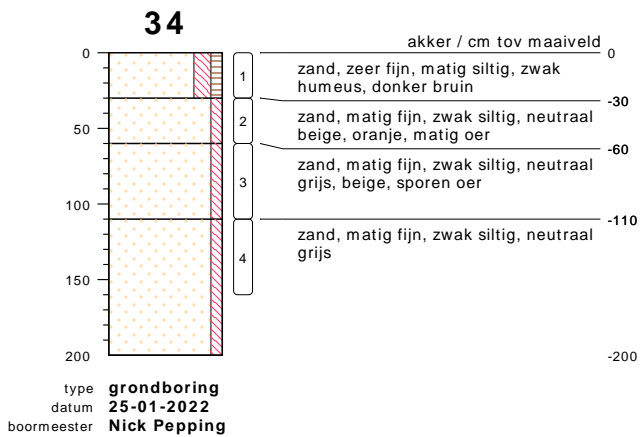 34
akker / cm tov maaiveld
0
0
1
zand, zeer fijn, matig siltig, zwak
humeus, donker bruin
-30
2
zand, matig fijn, zwak siltig, neutraal
beige, oranje, matig oer
50
-60
3
zand, matig fijn, zwak siltig, neutraal
grijs, beige, sporen oer
100
-110
4
zand, matig fijn, zwak siltig, neutraal
grijs
150
200
-200
type grondboring
datum 25-01-2022
boormeester Nick Pepping